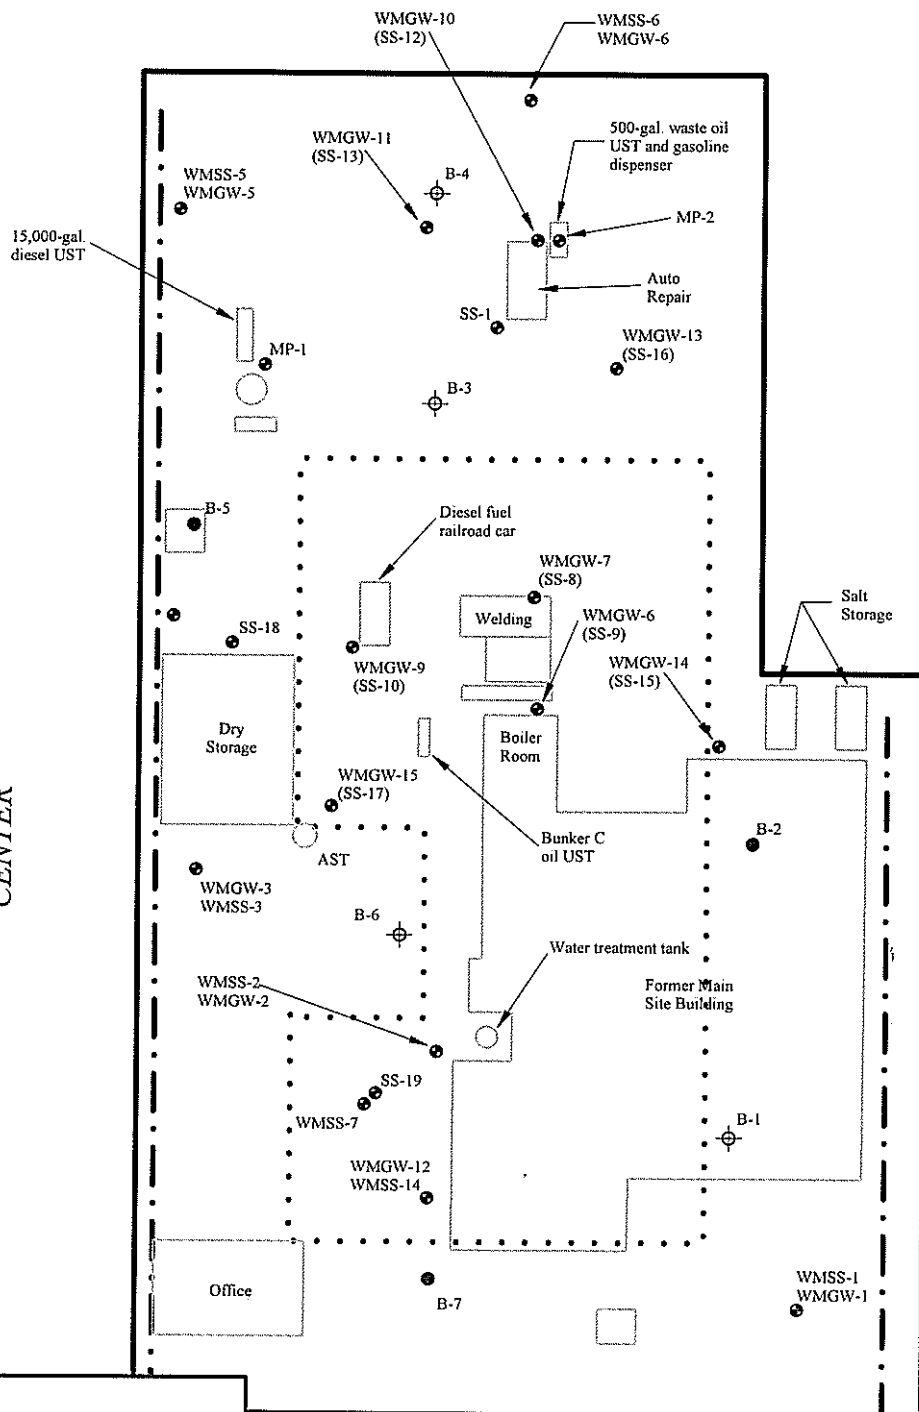 WMGW-10
(SS-12)
WMSS-6
WMGW-6
500-gal. waste oil
UST and gasoline
dispenser
WMGW-11
(SS-13)
B-4
WMSS-5
WMGW-5
MP-2
15,000-gal.
diesel UST
Auto
Repair
SS-1
WMGW-13
(SS-16)
MP-1
B-3
B-5
Diesel fuel
railroad car
WMGW-7
(SS-8)
Welding
WMGW-6
(SS-9)
Salt
Storage
SS-18
WMGW-9
(SS-10)
WMGW-14
(SS-15)
Dry
Storage
Boiler
Room
WMGW-15
(SS-17)
CENTER
Bunker C
oil UST
B-2
AST
WMGW-3
WMSS-3
B-6
Water treatment tank
WMSS-2
WMGW-2
Former Main
Site Building
SS-19
WMSS-7
B-1
WMGW-12
WMSS-14
Office
B-7
WMSS-1
WMGW-1